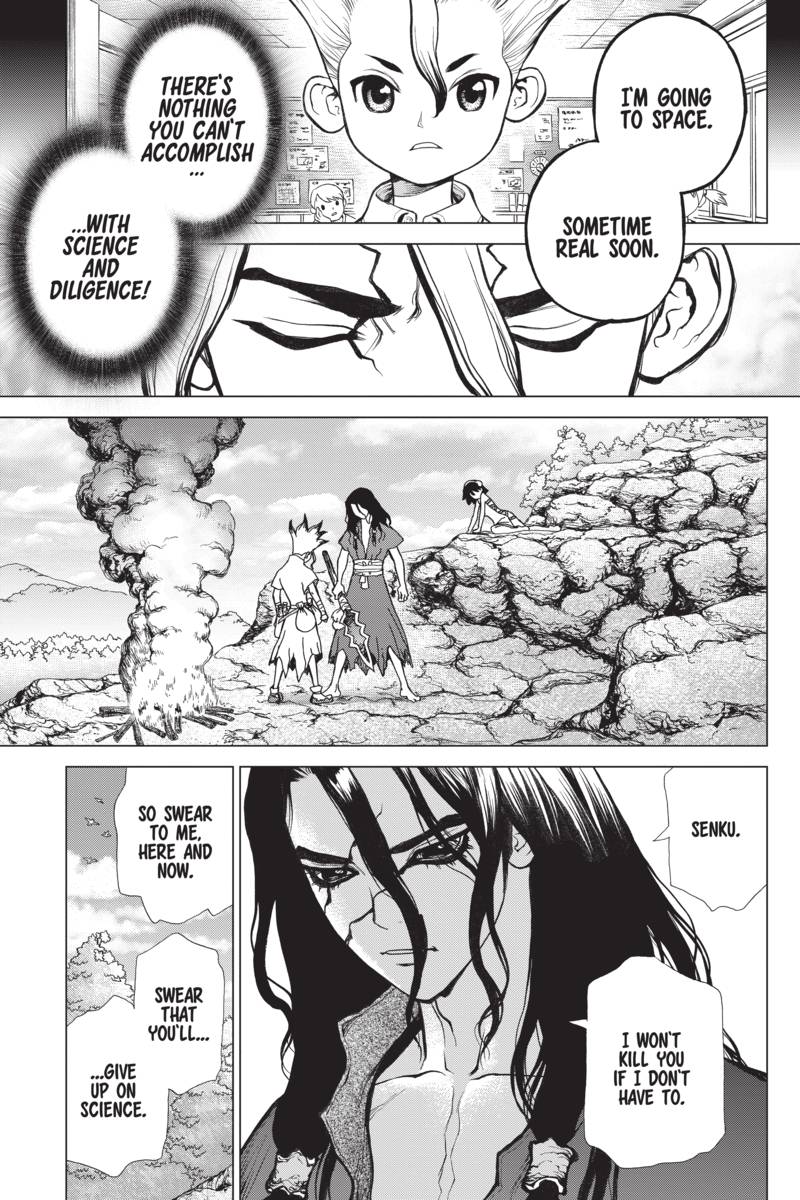 I'M GOING
TO SPACE.
SOMETIME
REAL SOON.
THERE'S
NOTHING
YOU CAN'T
ACCOMPLISH
...
...WITH
SCIENCE
AND
DILIGENCE!
SENKU.
I WON'T
KILL YOU
IF I DON'T
HAVE TO.
SO SWEAR
TO ME,
HERE AND
NOW.
SWEAR
THAT
YOU'LL...
...GIVE
UP ON
SCIENCE.